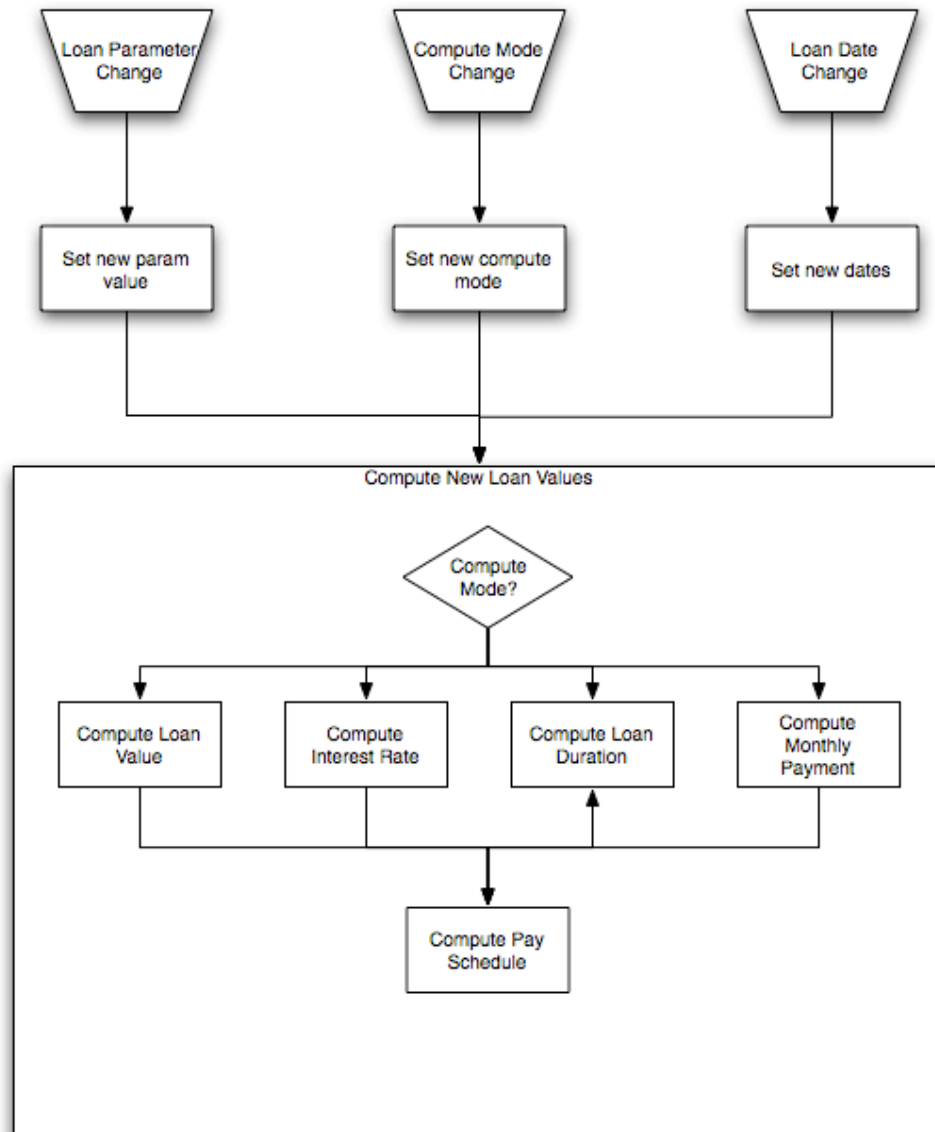 Loan Parameter
Change
Compute Mode
Change
Loan Date
Change
Set new param
value
Set new compute
mode
Set new dates
Compute New Loan Values
Compute
Mode?
Compute Loan
Value
Compute
Interest Rate
Compute Loan
Duration
Compute
Monthly
Payment
Compute Pay
Schedule